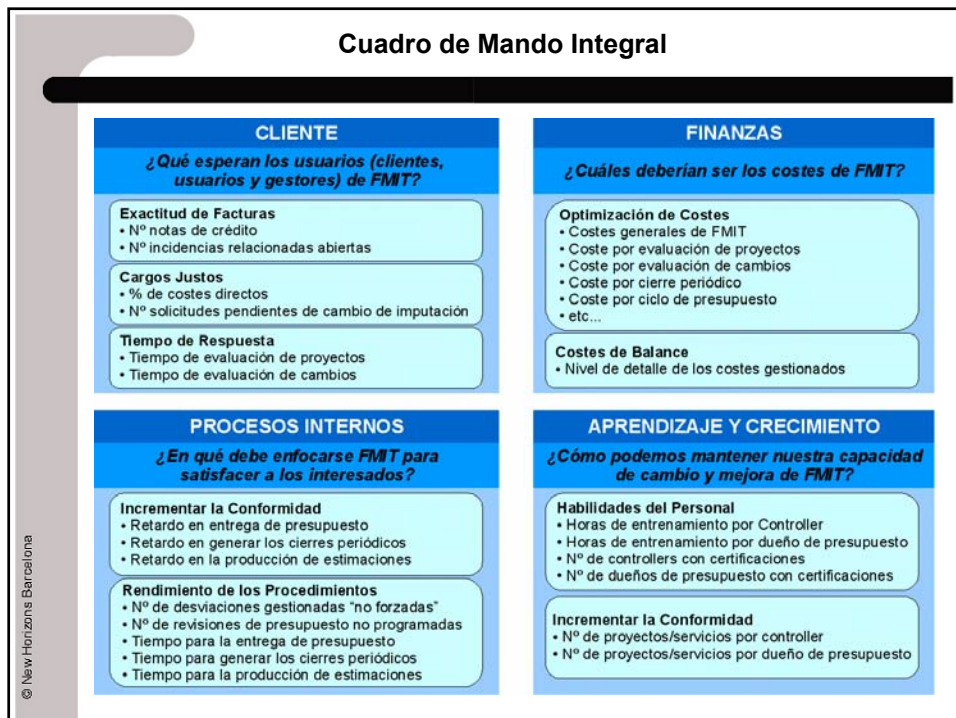 Cuadro de Mando Integral
CLIENTE
¿Qué esperan los usuarios (clientes,
usuarios y gestores) de FMIT?
Exactitud de Facturas
• Nº notas de crédito
• Nº incidencias relacionadas abiertas
Cargos Justos
• % de costes directos
• Nº solicitudes pendientes de cambio de imputación
Tiempo de Respuesta
• Tiempo de evaluación de proyectos
• Tiempo de evaluación de cambios
FINANZAS
¿Cuáles deberían ser los costes de FMIT?
Optimización de Costes
• Costes generales de FMIT
• Coste por evaluación de proyectos
• Coste por evaluación de cambios
• Coste por cierre periódico
• Coste por ciclo de presupuesto
• etc...
Costes de Balance
• Nivel de detalle de los costes gestionados
PROCESOS INTERNOS
¿En qué debe enfocarse FMIT para
satisfacer a los interesados?
Incrementar la Conformidad
• Retardo en entrega de presupuesto
• Retardo en generar los cierres periódicos
• Retardo en la producción de estimaciones
Rendimiento de los Procedimientos
• Nº de desviaciones gestionadas “no forzadas”
• Nº de revisiones de presupuesto no programadas
• Tiempo para la entrega de presupuesto
• Tiempo para generar los cierres periódicos
• Tiempo para la producción de estimaciones
APRENDIZAJE Y CRECIMIENTO
¿Cómo podemos mantener nuestra capacidad
de cambio y mejora de FMIT?
Habilidades del Personal
• Horas de entrenamiento por Controller
• Horas de entrenamiento por dueño de presupuesto
• Nº de controllers con certificaciones
• Nº de dueños de presupuesto con certificaciones
Incrementar la Conformidad
• Nº de proyectos/servicios por controller
• Nº de proyectos/servicios por dueño de presupuesto
© New Horizons Barcelona